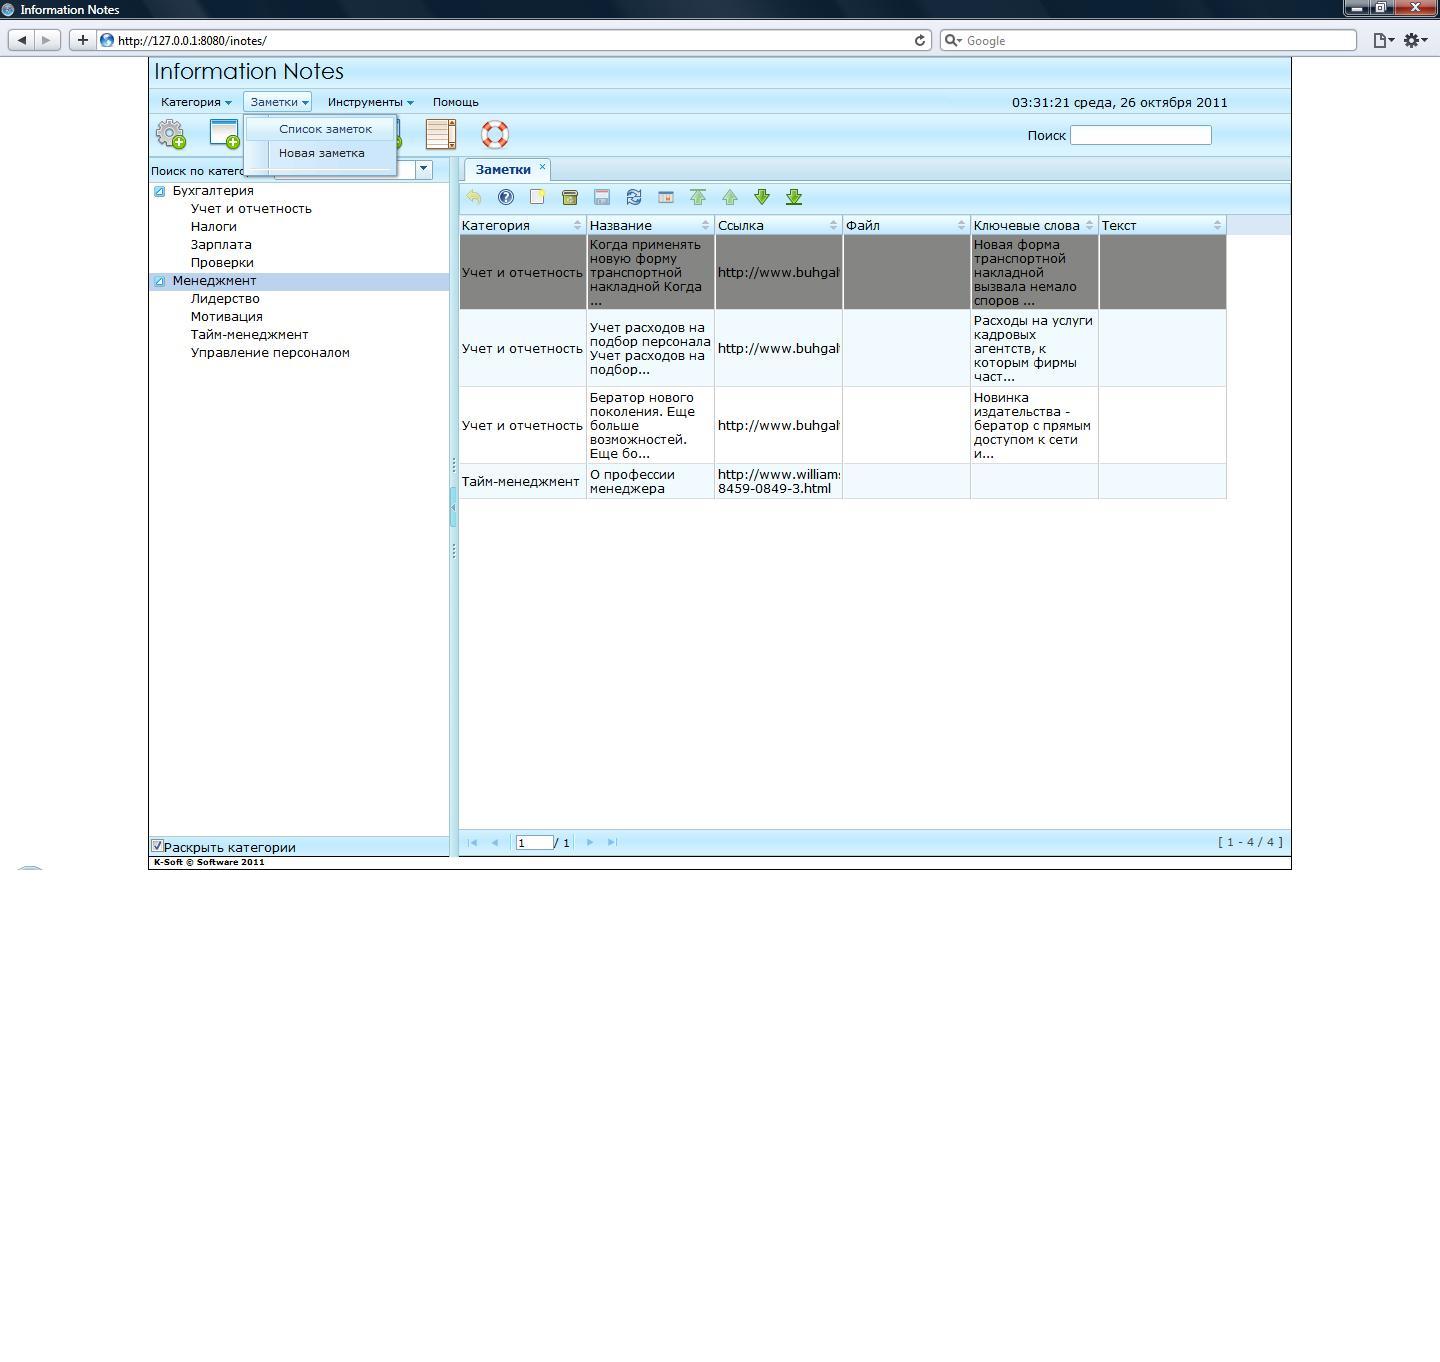 Information Notes
http://127.0.0.1:8080/inotes/
Google
Information Notes
Категория Заметки Инструменты Помощь
03:31:21 среда, 26 октября 2011
Список заметок
Новая заметка
Поиск
Поиск по
Бухгалтерия
Учет и отчетность
Налоги
Зарплата
Проверки
Менеджмент
Лидерство
Мотивация
Тайм-менеджмент
Управление персоналом
Раскрыть категории
Заметки
Категория Название Ссылка Файл Ключевые слова Текст
Учет и отчетность
Когда применять
новую форму
транспортной
накладной Когда
...
http://www.buhgal
Новая форма
транспортной
накладной
вызвала немало
споров ...
Учет и отчетность
Учет расходов на
подбор персонала
Учет расходов на
подбор...
http://www.buhgal
Расходы на услуги
кадровых
агентств, к
которым фирмы
част...
Учет и отчетность
Бератор нового
поколения. Еще
больше
возможностей.
Еще бо...
http://www.buhgal
Новинка
издательства -
бератор с прямым
доступом к сети
и...
Тайм-менеджмент
О профессии
менеджера
http://www.williams
8459-0849-3.html
1 / 1
[ 1 - 4 / 4 ]
K-Soft © Software 2011